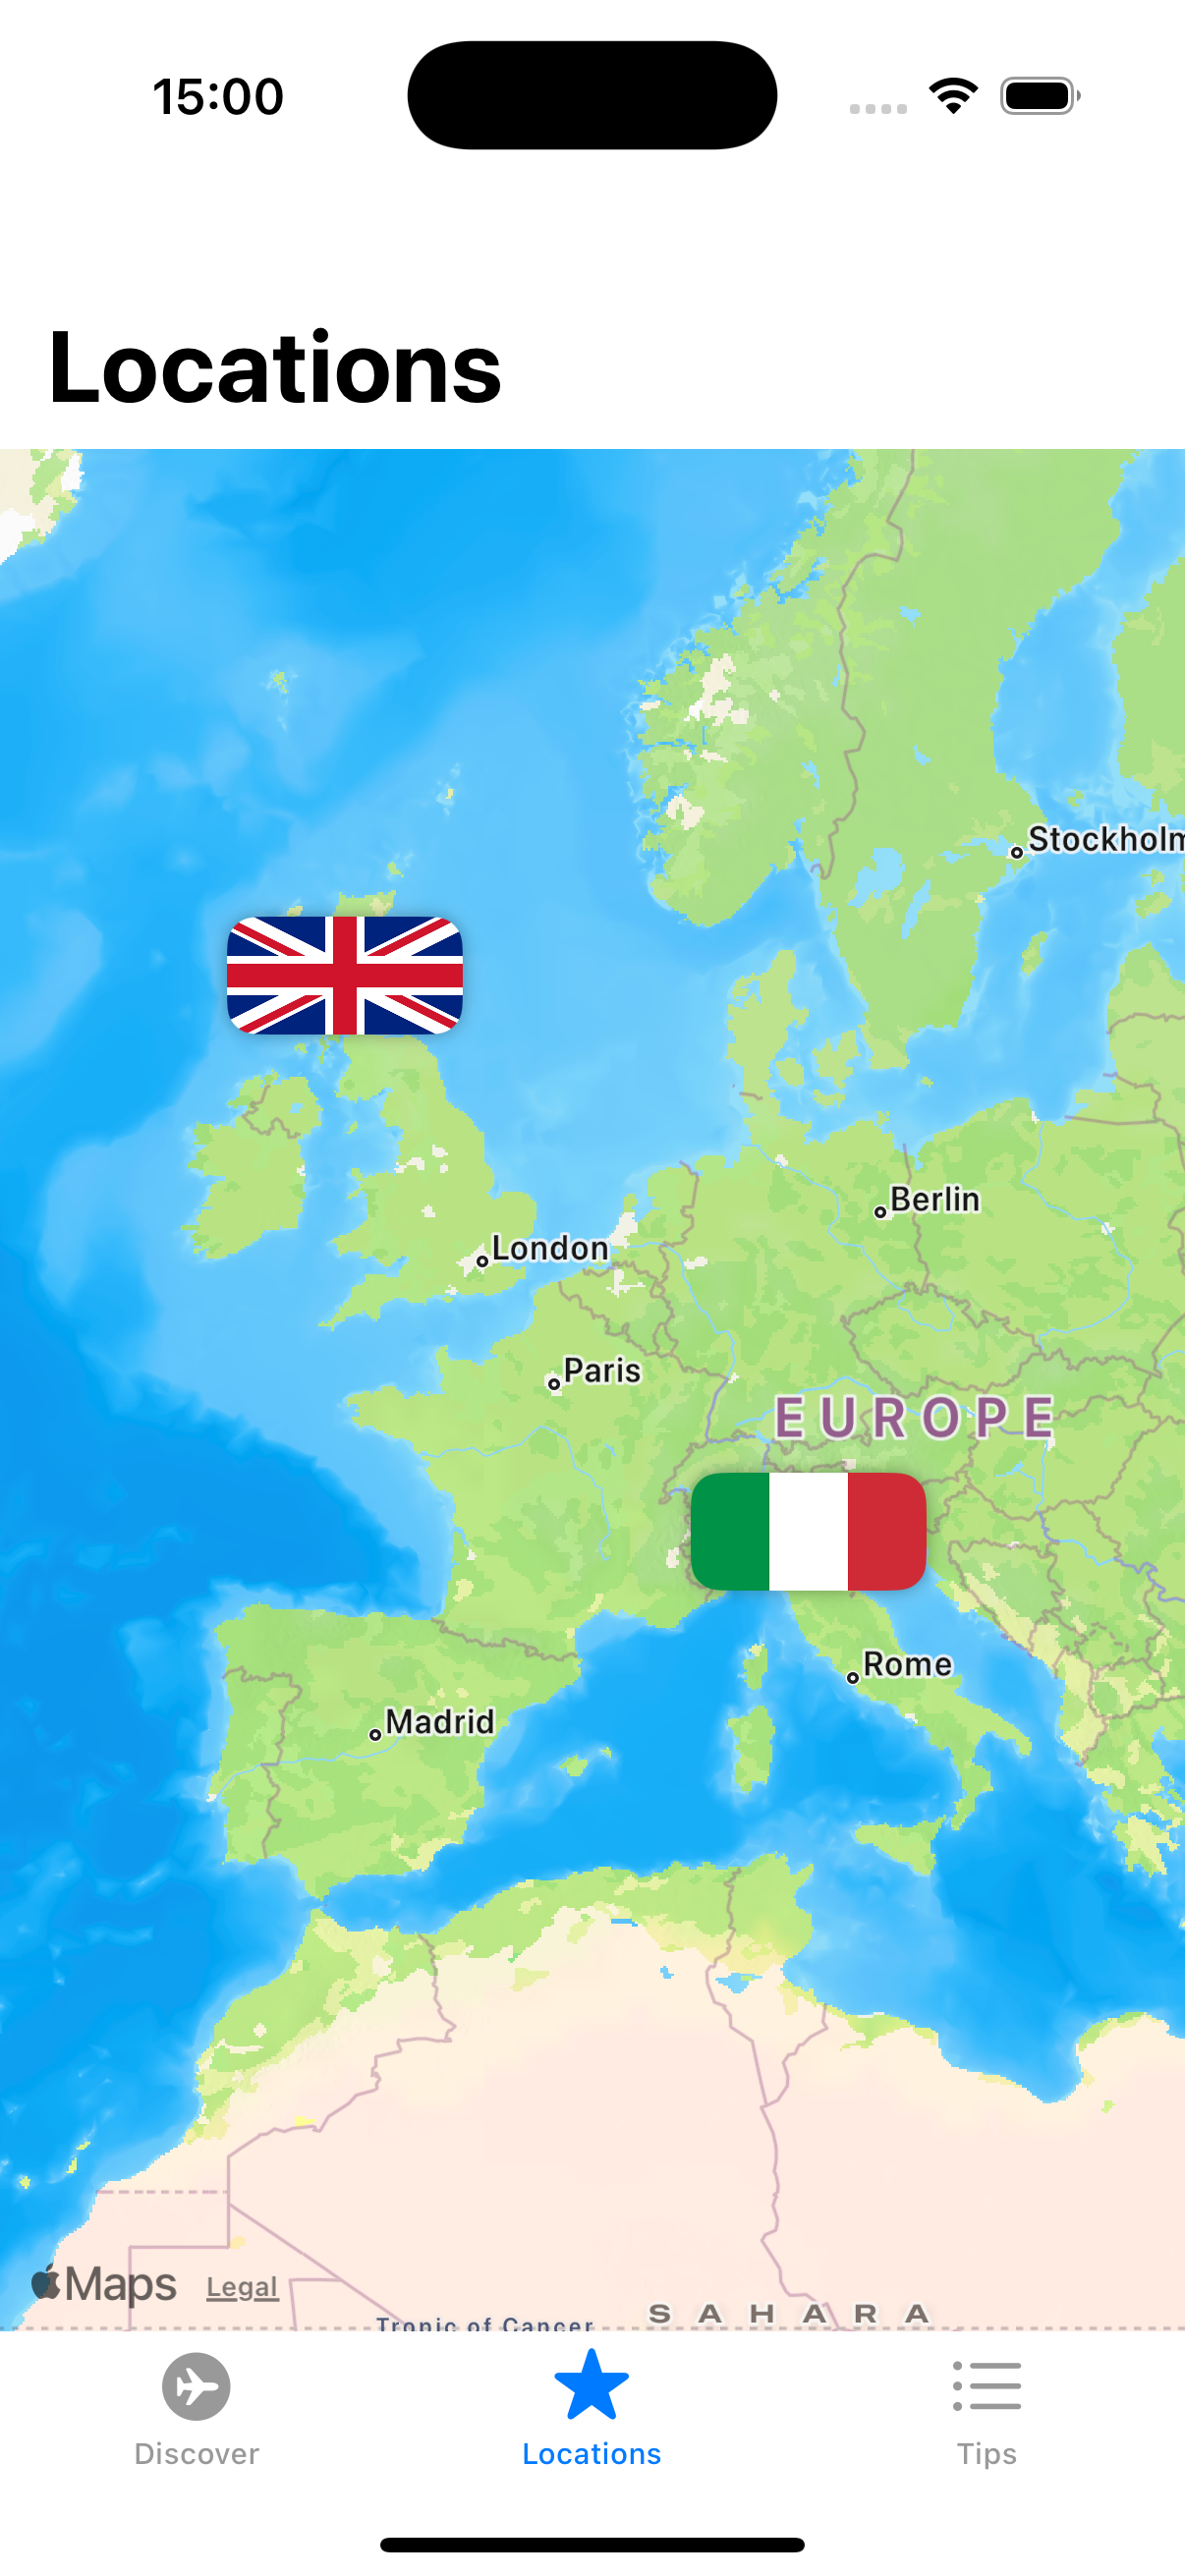 15:00
Locations
Stockholm
Berlin
London
Paris
EUROPE
Rome
Madrid
Maps
Legal
SAHARA
Tropic of Cancer
Discover
Locations
Tips